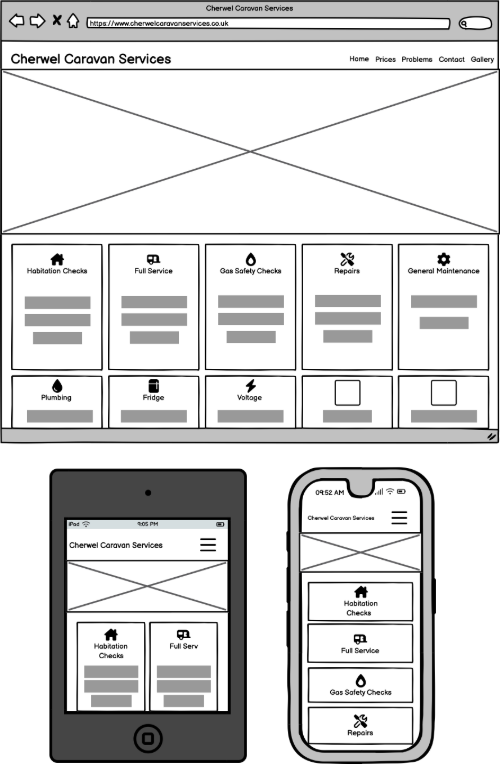 Cherwel Caravan Services
https://www.cherwelcaravanservices.co.uk
Cherwel Caravan Services
Home Prices Problems Contact Gallery
Habitation Checks
Full Service
Gas Safety Checks
Repairs
General Maintenance
Plumbing
Fridge
Voltage
iPod 9:05 PM
Cherwel Caravan Services
Habitation
Checks
Full Serv
09:52 AM
Cherwel Caravan Services
Habitation
Checks
Full Service
Gas Safety Checks
Repairs